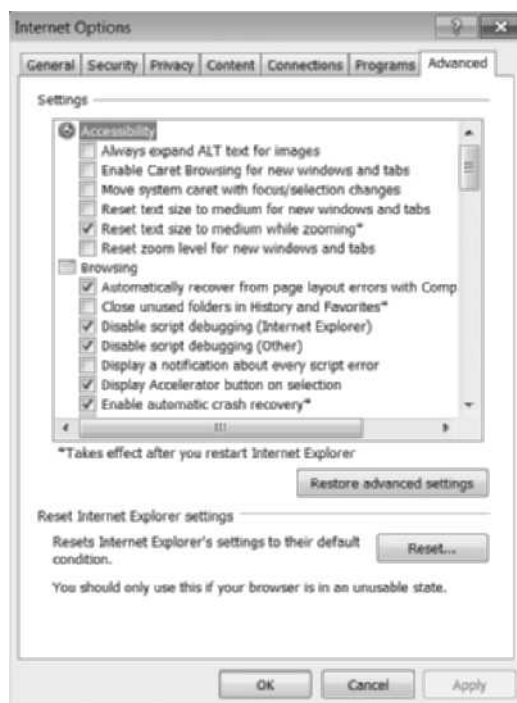 Internet Options
General Security Privacy Content Connections Programs Advanced
Settings
Accessibility
Always expand ALT text for images
Enable Caret Browsing for new windows and tabs
Move system caret with focus/selection changes
Reset text size to medium for new windows and tabs
Reset text size to medium while zooming*
Reset zoom level for new windows and tabs
Browsing
Automatically recover from page layout errors with Comp
Close unused folders in History and Favorites*
Disable script debugging (Internet Explorer)
Disable script debugging (Other)
Display a notification about every script error
Display Accelerator button on selection
Enable automatic crash recovery*
*Takes effect after you restart Internet Explorer
Restore advanced settings
Reset Internet Explorer settings
Resets Internet Explorer's settings to their default
condition.
Reset...
You should only use this if your browser is in an unusable state.
OK Cancel Apply